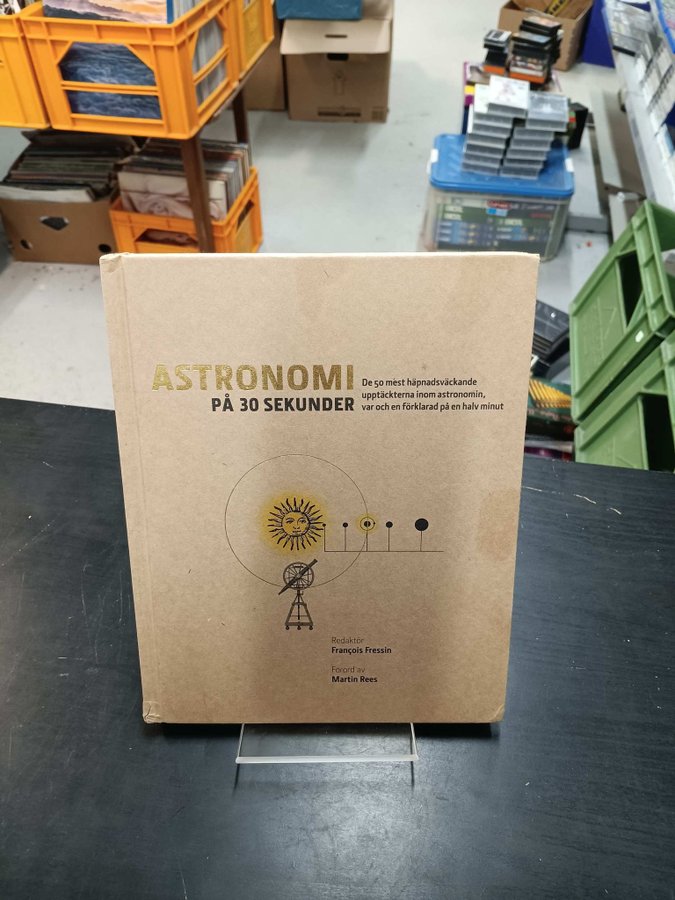 ASTRONOMI
PÅ 30 SEKUNDER
De 50 mest häpnadsväckande
upptäckterna inom astronomin,
var och en förklarad på en halv minut
Redaktör
François Fressin
Förord av
Martin Rees